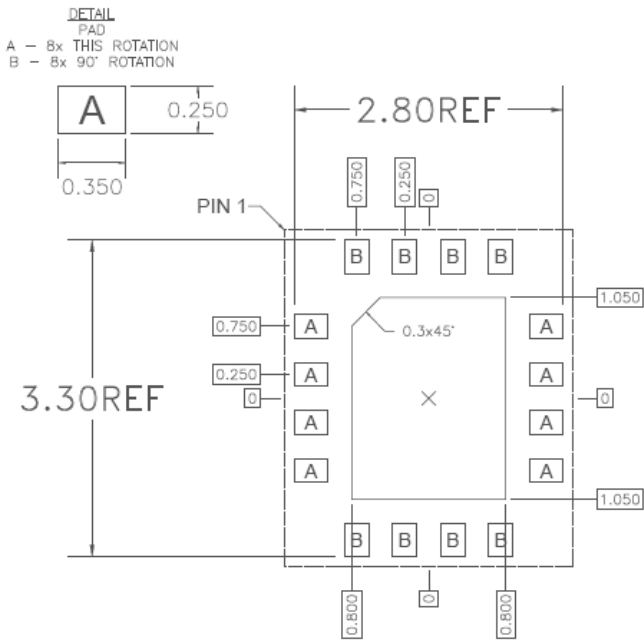 DETAIL
PAD
A – 8x THIS ROTATION
B – 8x 90° ROTATION
A
0.250
0.350
2.80REF
0.750
0.250
0
PIN 1
B B B B
0.750
A
A
1.050
0.3x45°
0.250
A
A
3.30REF
0
0
A
A
A
A
1.050
B B B B
0.800
0
0.800